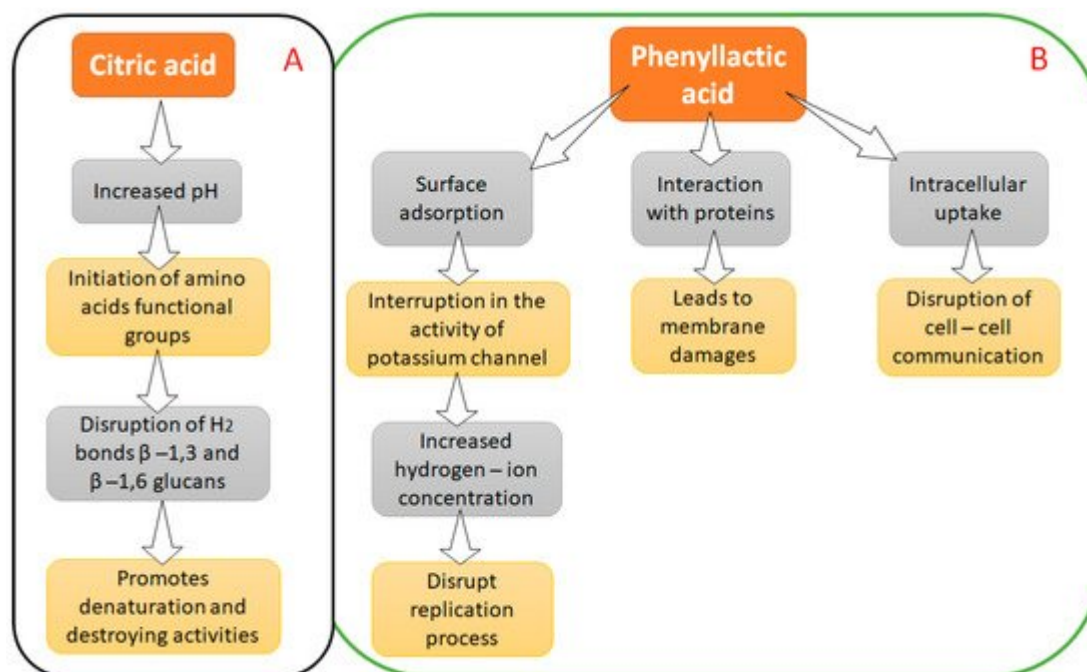 Citric acid
A
Increased pH
Initiation of amino
acids functional
groups
Disruption of H2
bonds β –1,3 and
β –1,6 glucans
Promotes
denaturation and
destroying activities
Phenyllactic
acid
B
Surface
adsorption
Interruption in the
activity of
potassium channel
Increased
hydrogen – ion
concentration
Disrupt
replication
process
Interaction
with proteins
Leads to
membrane
damages
Intracellular
uptake
Disruption of
cell – cell
communication